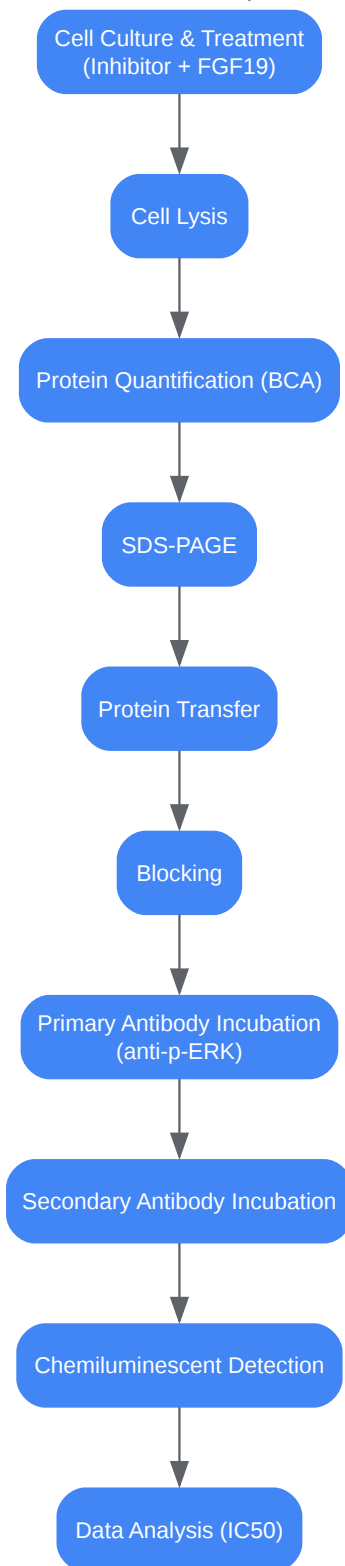 Cell Culture & Treatment
(Inhibitor + FGF19)
Cell Lysis
Protein Quantification (BCA)
SDS-PAGE
Protein Transfer
Blocking
Primary Antibody Incubation
(anti-p-ERK)
Secondary Antibody Incubation
Chemiluminescent Detection
Data Analysis (IC50)